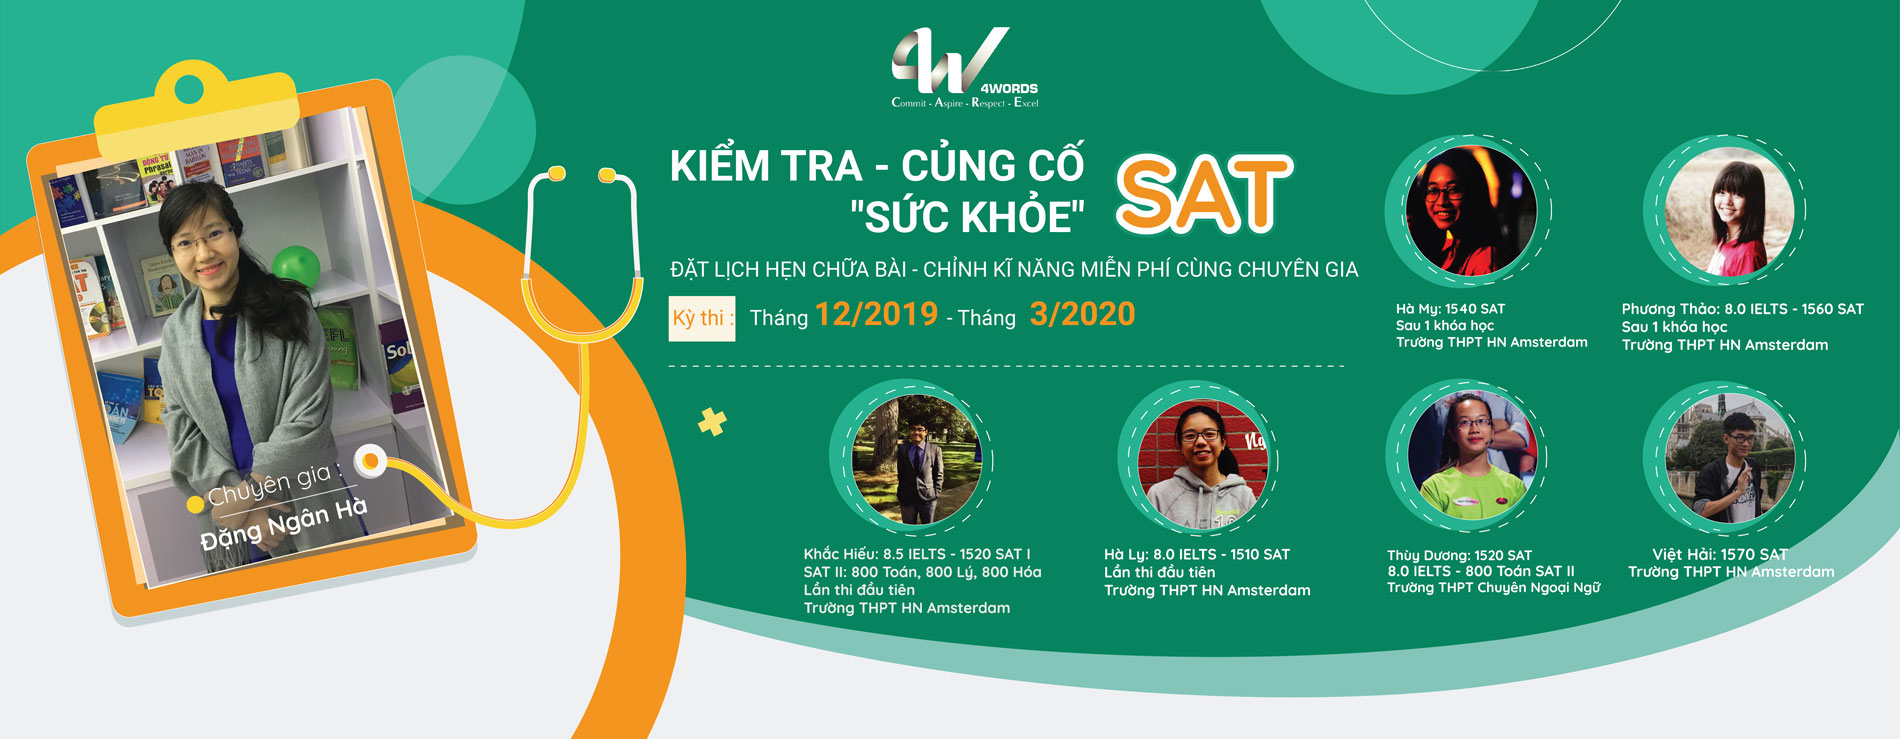 4W
4WORDS
Commit - Aspire - Respect - Excel
KIỂM TRA - CỦNG CỐ
"SỨC KHỎE"
SAT
ĐẶT LỊCH HẸN CHỮA BÀI - CHỈNH KĨ NĂNG MIỄN PHÍ CÙNG CHUYÊN GIA
Kỳ thi : Tháng 12/2019 - Tháng 3/2020
Chuyên gia :
Đặng Ngân Hà
Hà My: 1540 SAT
Sau 1 khóa học
Trường THPT HN Amsterdam
Phương Thảo: 8.0 IELTS - 1560 SAT
Sau 1 khóa học
Trường THPT HN Amsterdam
Khắc Hiếu: 8.5 IELTS - 1520 SAT I
SAT II: 800 Toán, 800 Lý, 800 Hóa
Lần thi đầu tiên
Trường THPT HN Amsterdam
Hà Ly: 8.0 IELTS - 1510 SAT
Lần thi đầu tiên
Trường THPT HN Amsterdam
Thùy Dương: 1520 SAT
8.0 IELTS - 800 Toán SAT II
Trường THPT Chuyên Ngoại Ngữ
Việt Hải: 1570 SAT
Trường THPT HN Amsterdam